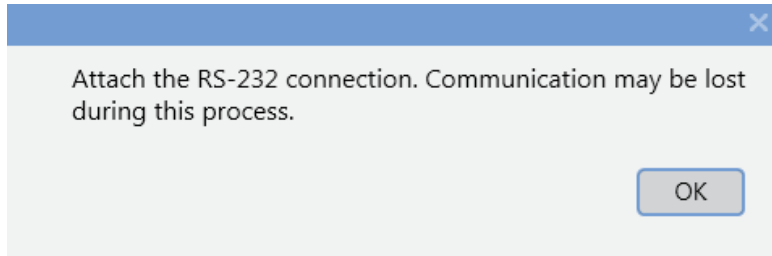 Attach the RS-232 connection. Communication may be lost
during this process.
OK